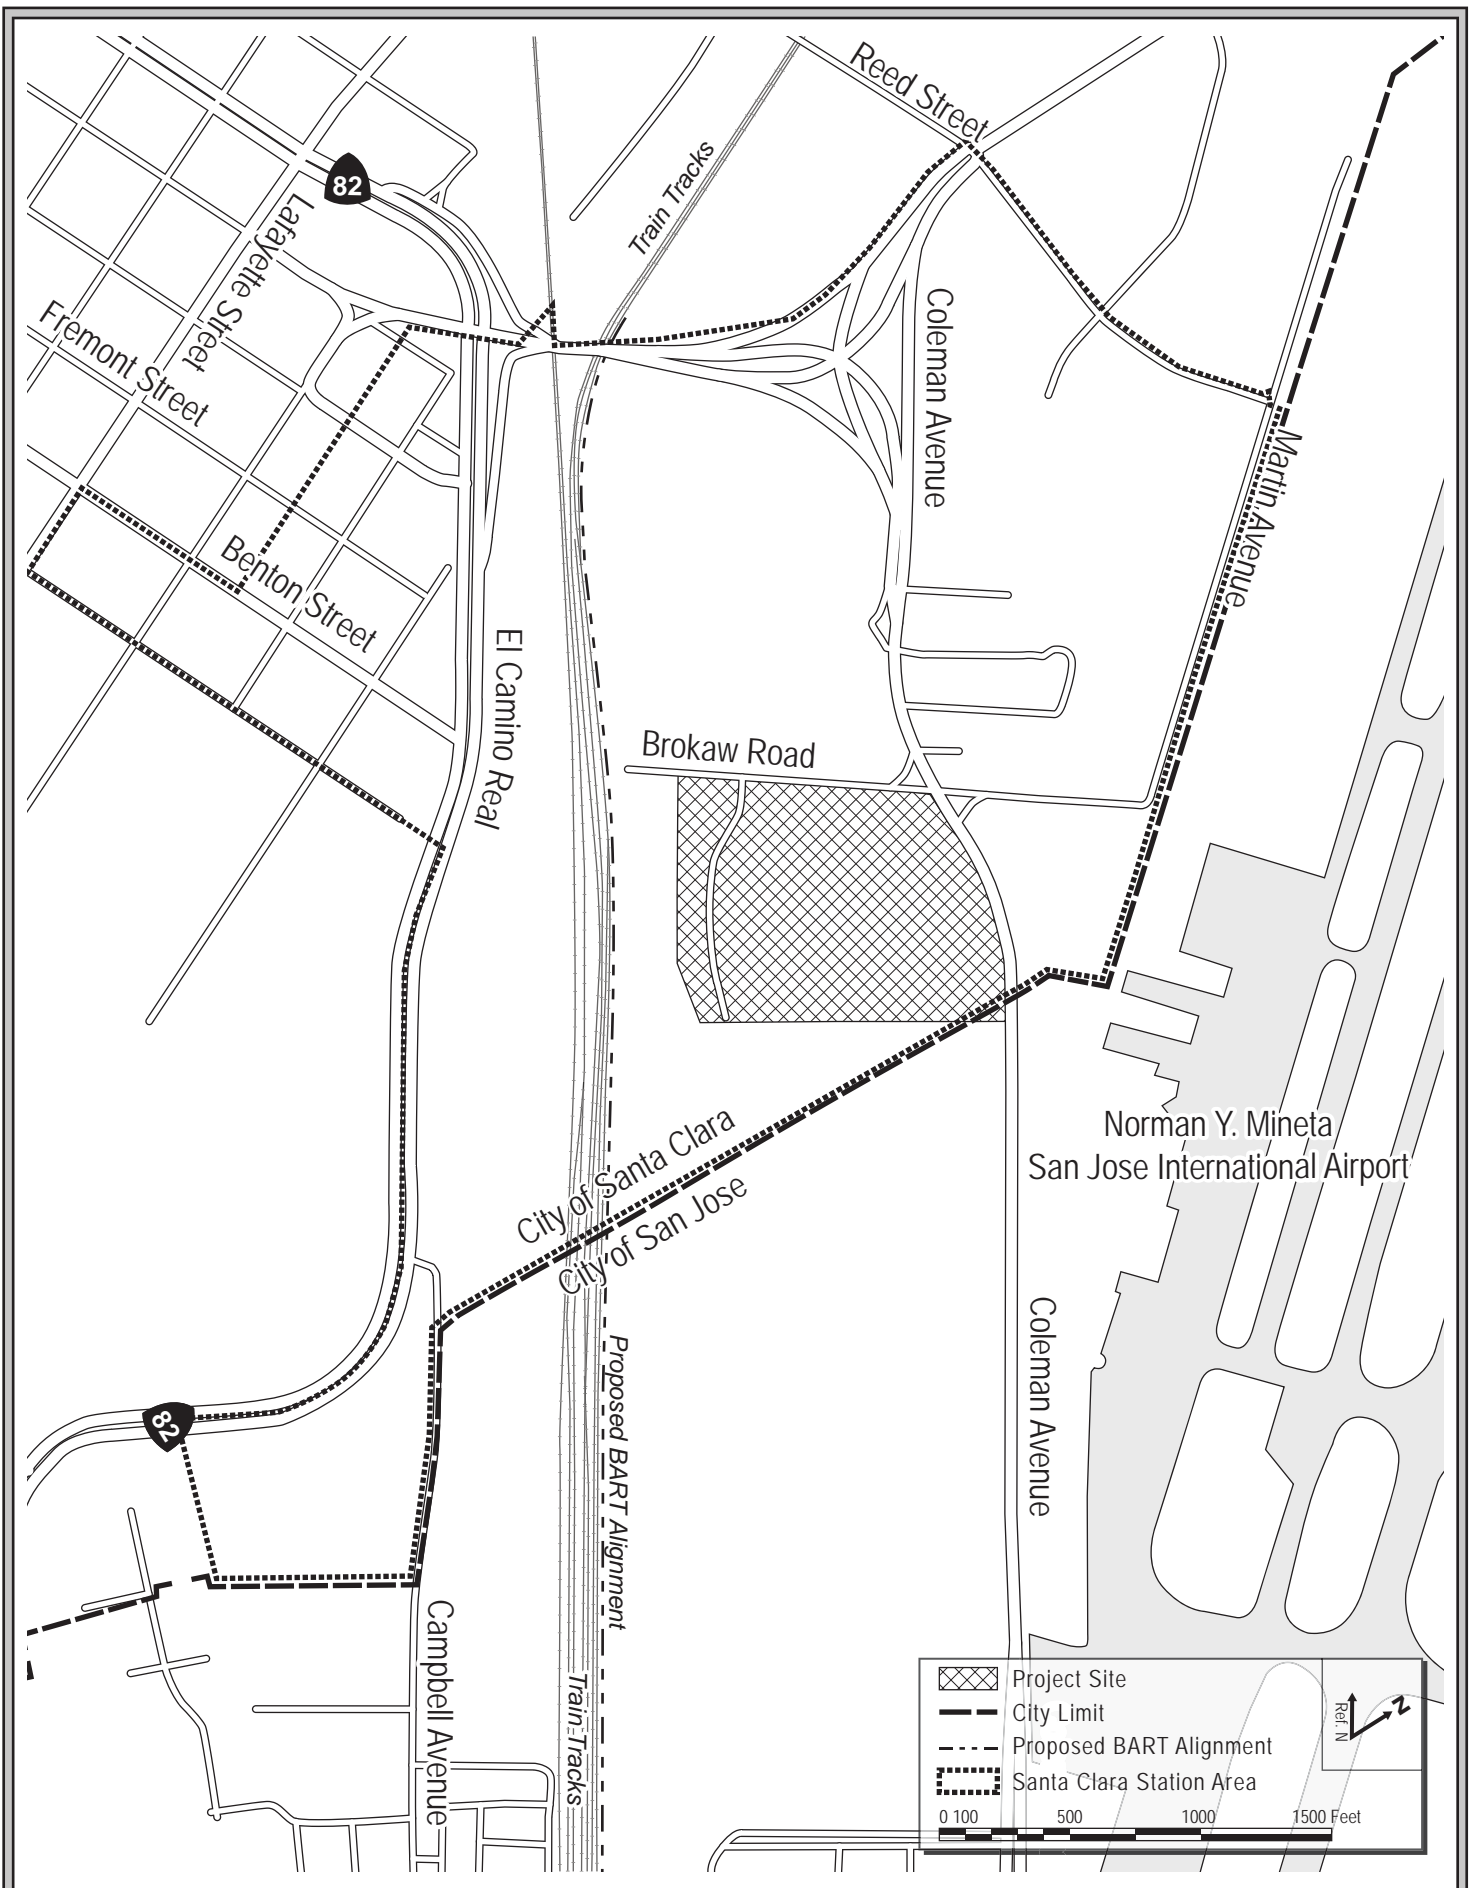 Reed Street
82
Train Tracks
Lafayette Street
Coleman Avenue
Fremont Street
Martin Avenue
Benton Street
El Camino Real
Brokaw Road
Norman Y. Mineta
San Jose International Airport
City of Santa Clara
City of San Jose
Coleman Avenue
Proposed BART Alignment
82
Campbell Avenue
Train Tracks
Project Site
City Limit
Proposed BART Alignment
Santa Clara Station Area
Ref. N
N
0 100 500 1000 1500 Feet